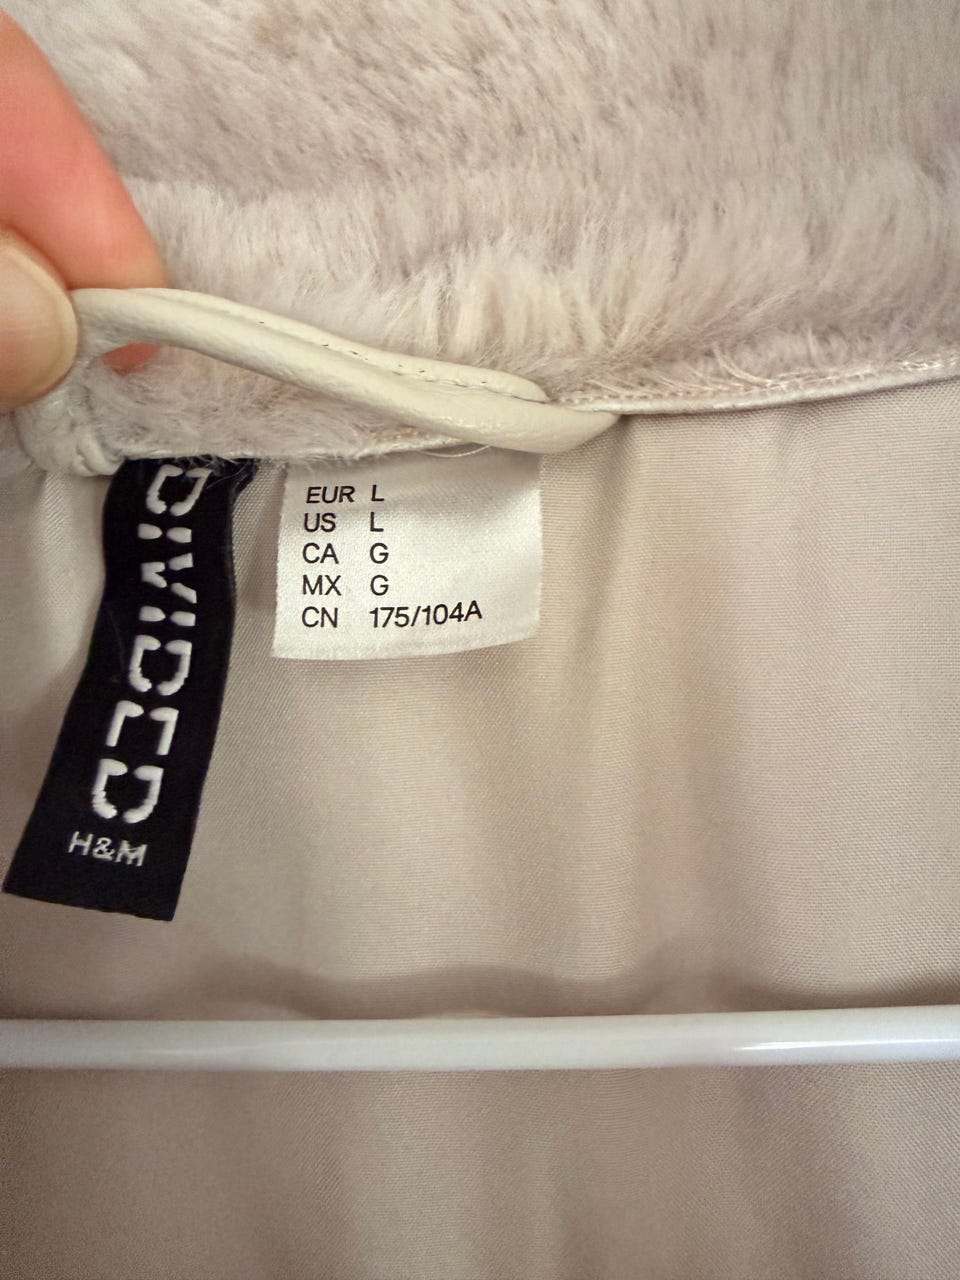 DIVIDED
H&M
EUR L
US L
CA G
MX G
CN 175/104A